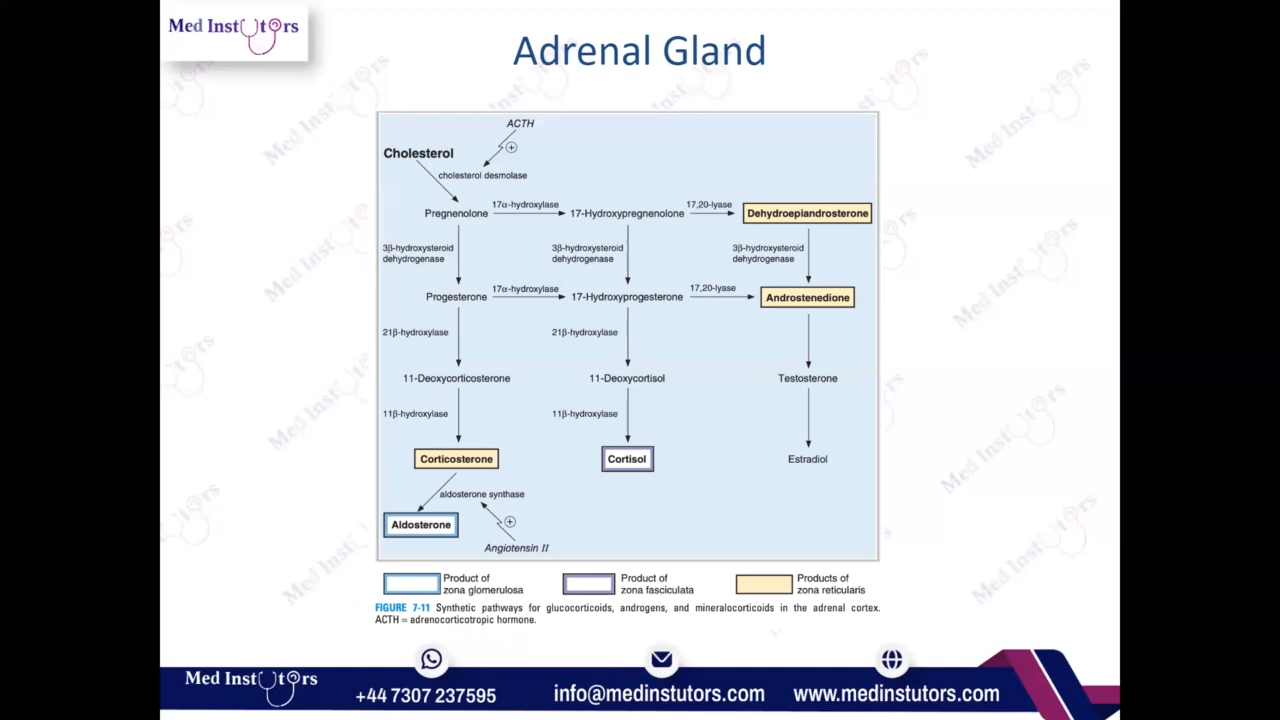 Med Instutors
Adrenal Gland
ACTH
+
Cholesterol
cholesterol desmolase
Pregnenolone
17α-hydroxylase
17-Hydroxypregnenolone
17,20-lyase
Dehydroepiandrosterone
3β-hydroxysteroid
dehydrogenase
3β-hydroxysteroid
dehydrogenase
3β-hydroxysteroid
dehydrogenase
Progesterone
17α-hydroxylase
17-Hydroxyprogesterone
17,20-lyase
Androstenedione
21β-hydroxylase
21β-hydroxylase
11-Deoxycorticosterone
11-Deoxycortisol
Testosterone
11β-hydroxylase
11β-hydroxylase
Corticosterone
Cortisol
Estradiol
aldosterone synthase
Aldosterone
+
Angiotensin II
Product of
zona glomerulosa
Product of
zona fasciculata
Products of
zona reticularis
FIGURE 7-11 Synthetic pathways for glucocorticoids, androgens, and mineralocorticoids in the adrenal cortex.
ACTH = adrenocorticotropic hormone.
Med Instutors
+44 7307 237595
info@medinstutors.com
www.medinstutors.com